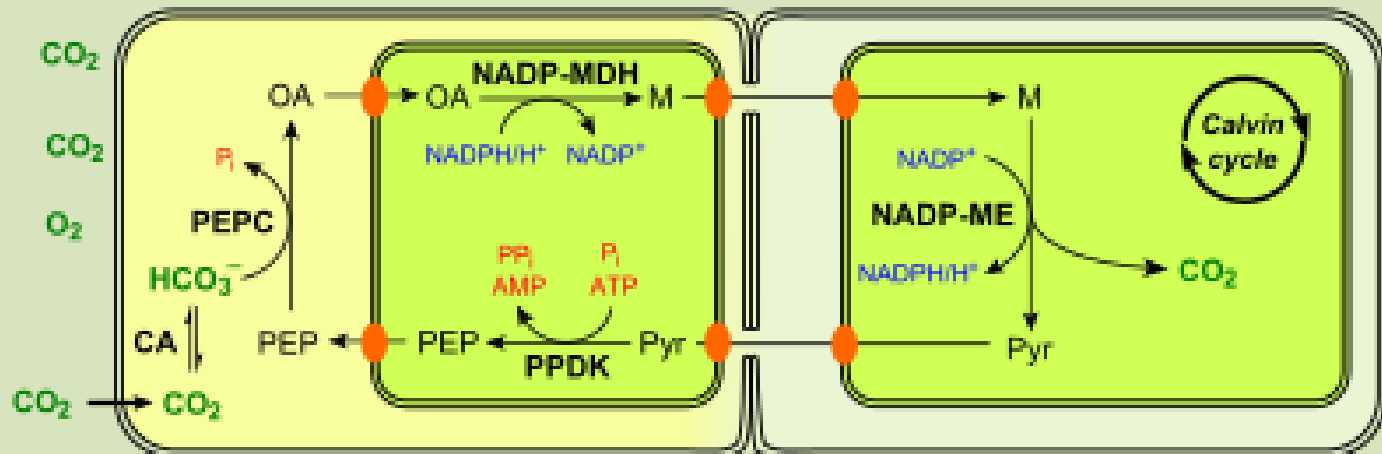 CO₂
CO₂
O₂
CO₂
CO₂
CA
HCO₃⁻
PEPC
Pᵢ
OA
PEP
OA
NADP-MDH
M
NADPH/H⁺ NADP⁺
PPᵢ Pᵢ
AMP ATP
PEP
PPDK
Pyr
M
NADP⁺
NADP-ME
NADPH/H⁺
CO₂
Pyr
Calvin
cycle